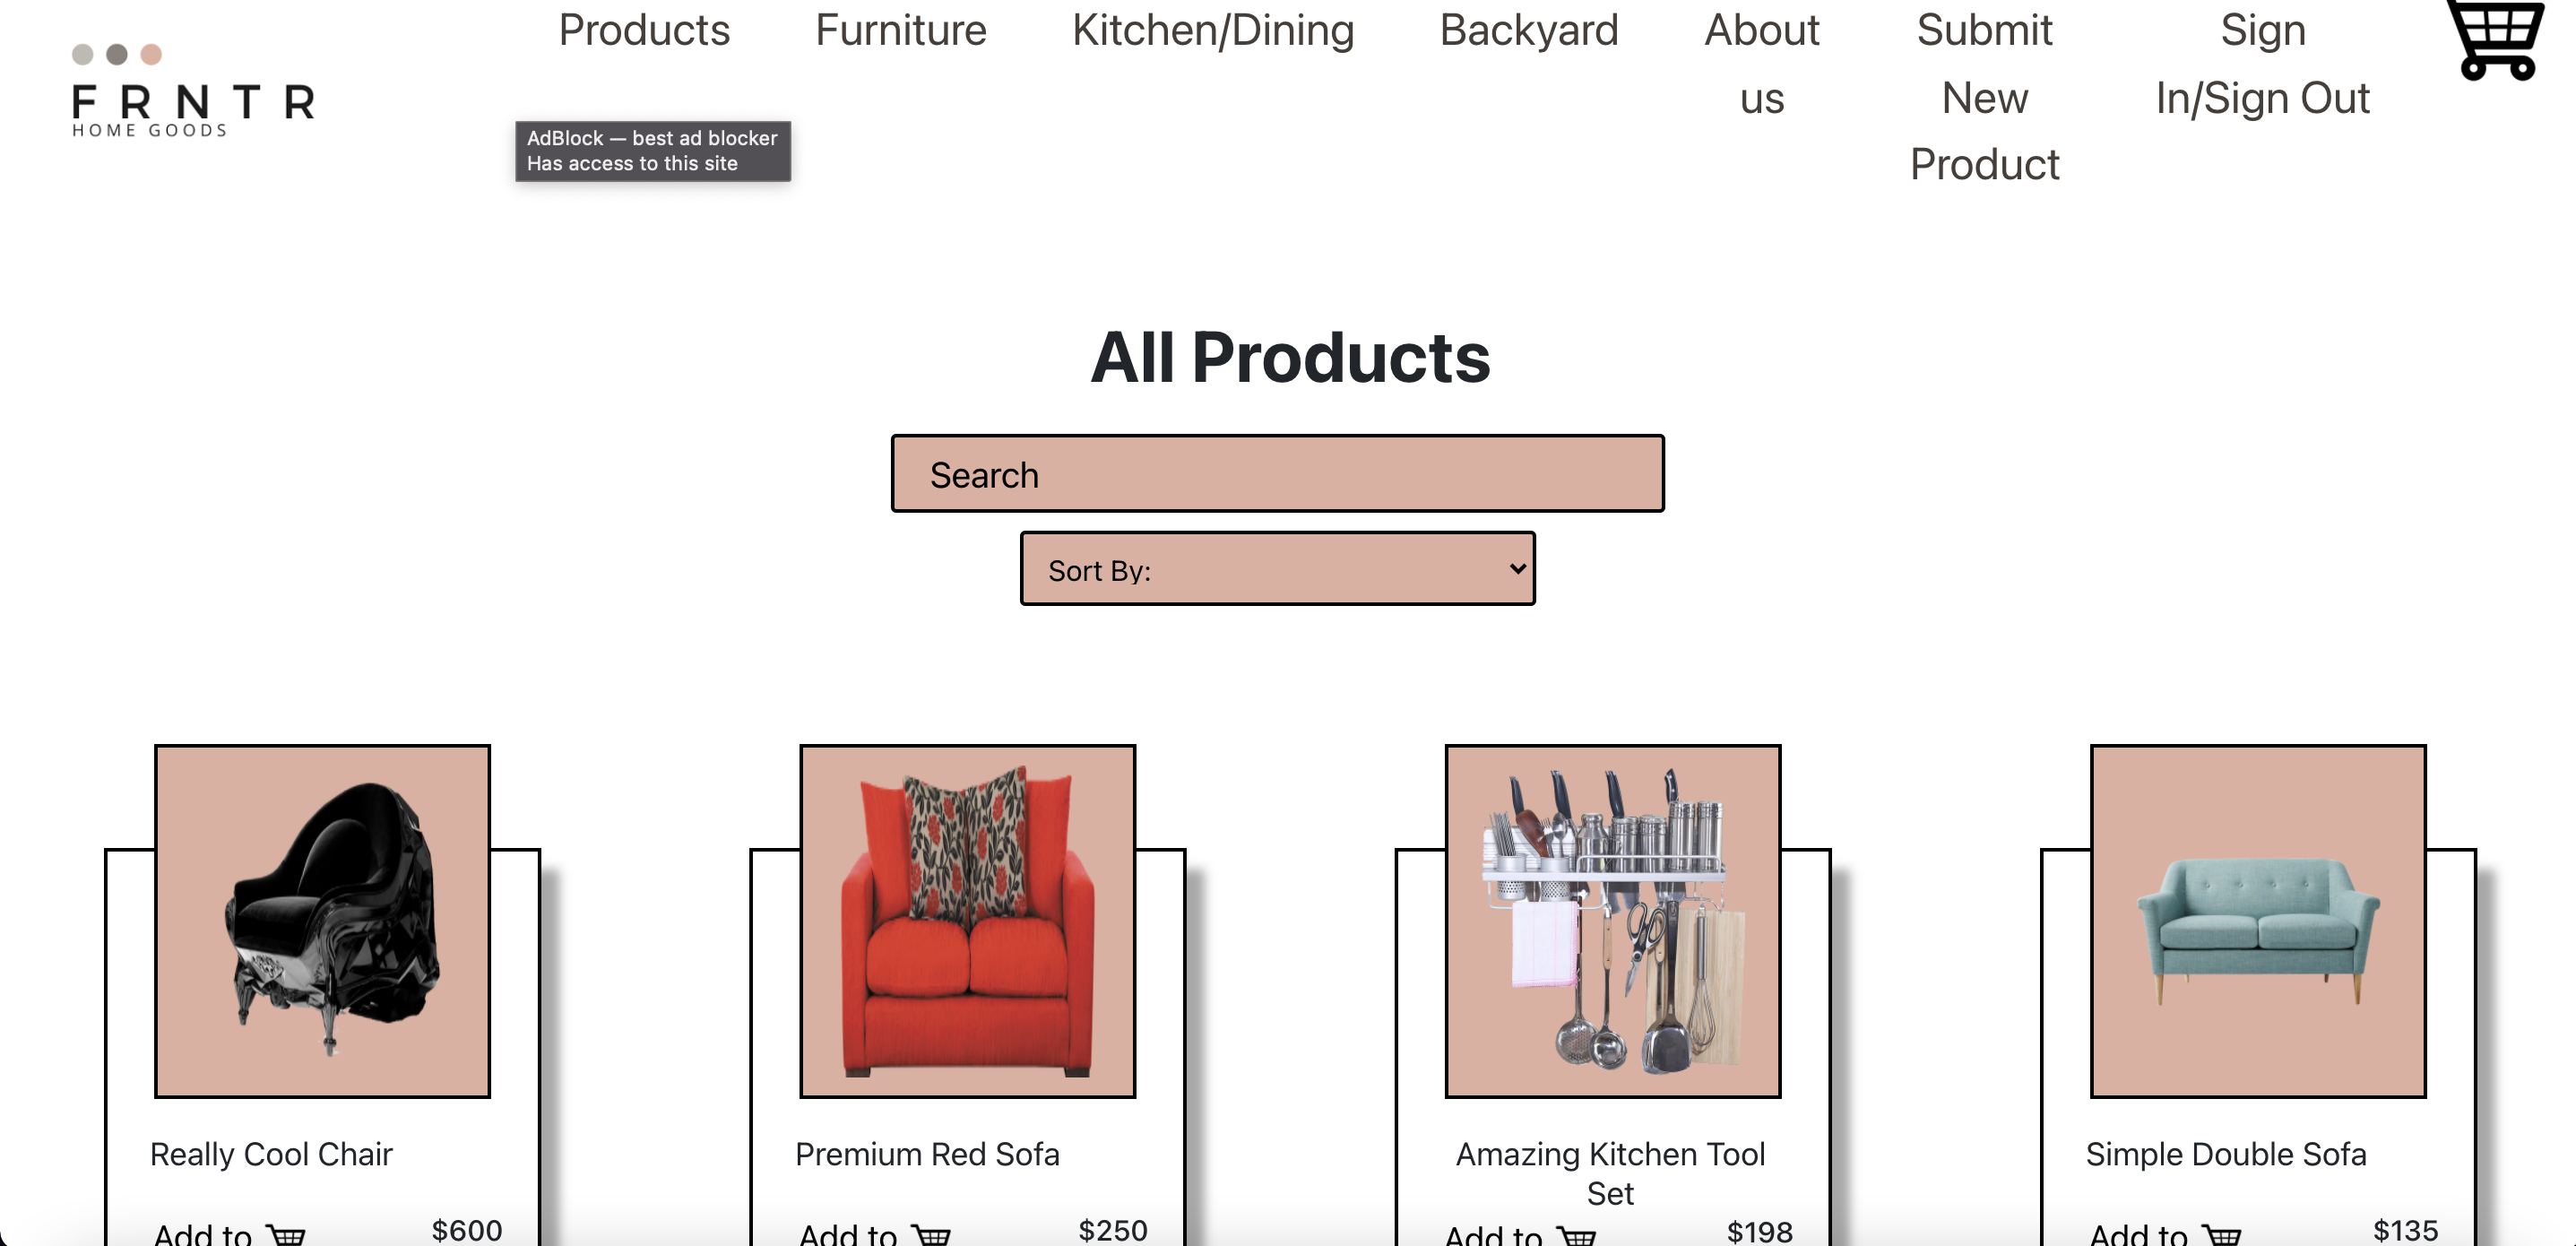 Products Furniture Kitchen/Dining Backyard About us Submit New Product Sign In/Sign Out
FRNTR
HOME GOODS
AdBlock — best ad blocker
Has access to this site
All Products
Search
Sort By:
Really Cool Chair
Add to $600
Premium Red Sofa
Add to $250
Amazing Kitchen Tool
Set
Add to $198
Simple Double Sofa
Add to $135